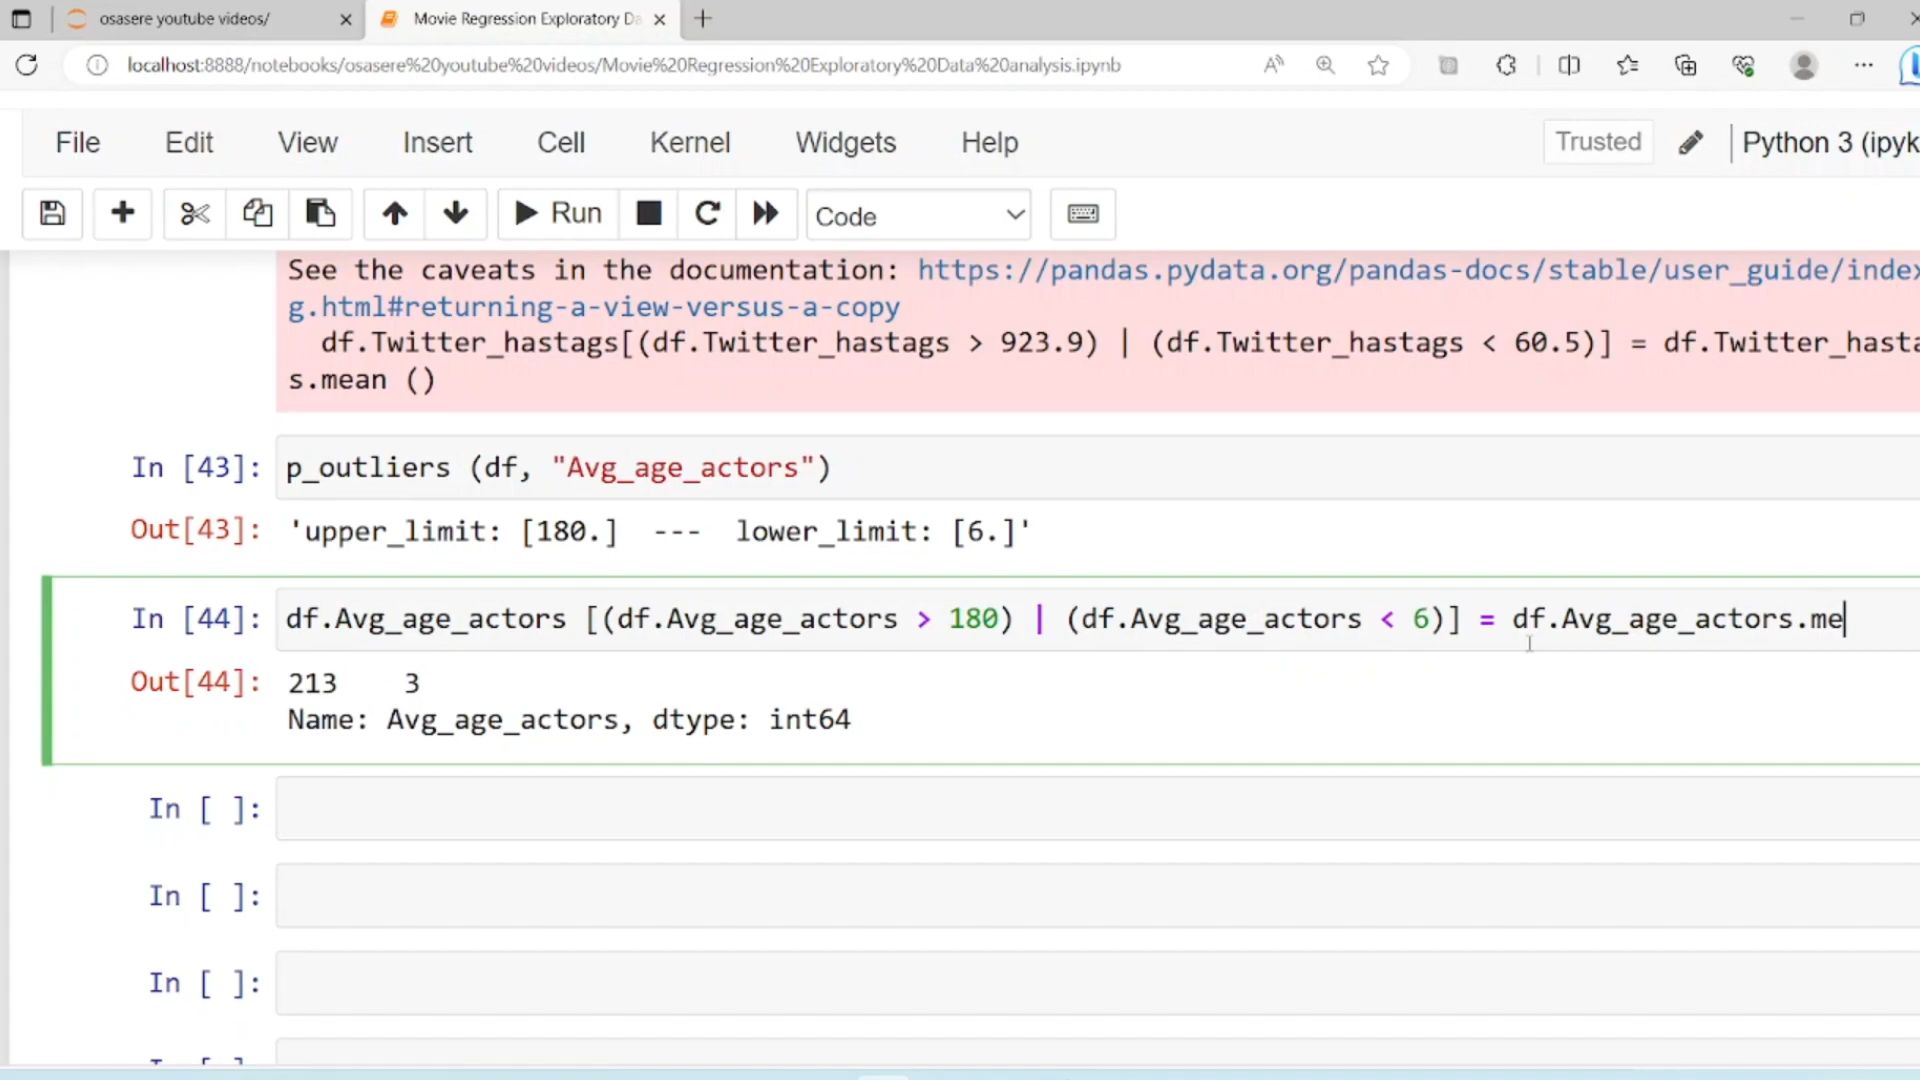 osasere youtube videos/
Movie Regression Exploratory Da
localhost:8888/notebooks/osasere%20youtube%20videos/Movie%20Regression%20Exploratory%20Data%20analysis.ipynb
File Edit View Insert Cell Kernel Widgets Help Trusted Python 3 (ipyk
Run Code
See the caveats in the documentation: https://pandas.pydata.org/pandas-docs/stable/user_guide/index
g.html#returning-a-view-versus-a-copy
df.Twitter_hastags[(df.Twitter_hastags > 923.9) | (df.Twitter_hastags < 60.5)] = df.Twitter_hasta
s.mean ()
In [43]: p_outliers (df, "Avg_age_actors")
Out[43]: 'upper_limit: [180.] --- lower_limit: [6.]'
In [44]: df.Avg_age_actors [(df.Avg_age_actors > 180) | (df.Avg_age_actors < 6)] = df.Avg_age_actors.me
Out[44]: 213 3
Name: Avg_age_actors, dtype: int64
In [ ]:
In [ ]:
In [ ]: